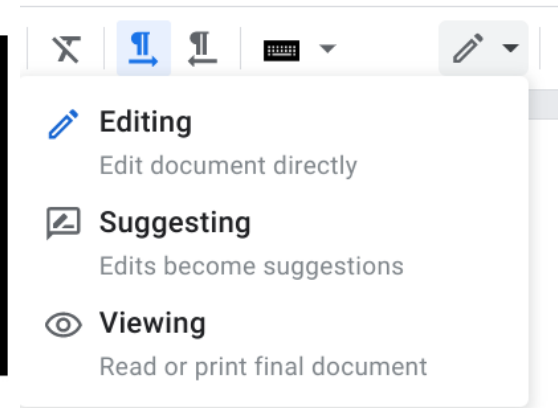 Editing
Edit document directly
Suggesting
Edits become suggestions
Viewing
Read or print final document